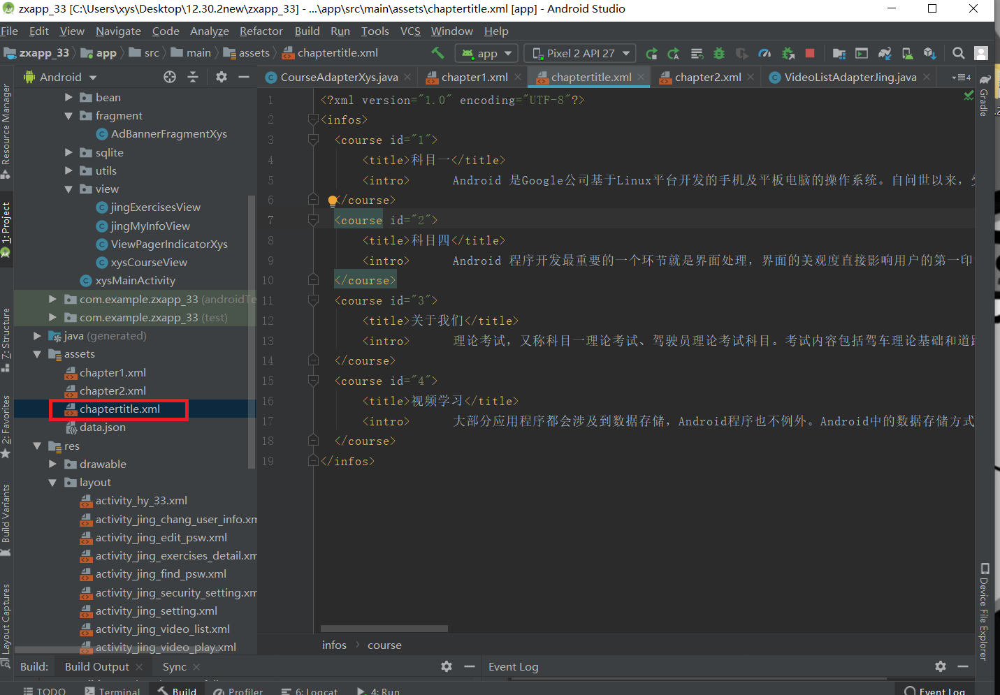 zxapp_33 [C:\Users\xys\Desktop\12.30.2new\zxapp_33] - ...\app\src\main\assets\chaptertitle.xml [app] - Android Studio
File Edit View Navigate Code Analyze Refactor Build Run Tools VCS Window Help
zxapp_33 app src main assets chaptertitle.xml app Pixel 2 API 27
Android CourseAdapterXys.java chapter1.xml chaptertitle.xml chapter2.xml VideoListAdapterJing.java 4
Resource Manager
1: Project
Z: Structure
2: Favorites
Build Variants
Layout Captures
bean
fragment
AdBannerFragmentXys
sqlite
utils
view
jingExercisesView
jingMyInfoView
ViewPagerIndicatorXys
xysCourseView
xysMainActivity
com.example.zxapp_33 (androidTe
com.example.zxapp_33 (test)
java (generated)
assets
chapter1.xml
chapter2.xml
chaptertitle.xml
data.json
res
drawable
layout
activity_hy_33.xml
activity_jing_chang_user_info.xm
activity_jing_edit_psw.xml
activity_jing_exercises_detail.xm
activity_jing_find_psw.xml
activity_jing_security_setting.xm
activity_jing_setting.xml
activity_jing_video_list.xml
activity_jing_video_play.xml
1 <?xml version="1.0" encoding="UTF-8"?>
2 <infos>
3 <course id="1">
4 <title>科目一</title>
5 <intro> Android 是Google公司基于Linux平台开发的手机及平板电脑的操作系统。自问世以来，
6 </course>
7 <course id="2">
8 <title>科目四</title>
9 <intro> Android 程序开发最重要的一个环节就是界面处理，界面的美观度直接影响用户的第一印
10 </course>
11 <course id="3">
12 <title>关于我们</title>
13 <intro> 理论考试，又称科目一理论考试、驾驶员理论考试科目。考试内容包括驾车理论基础和道路
14 </course>
15 <course id="4">
16 <title>视频学习</title>
17 <intro> 大部分应用程序都会涉及到数据存储，Android程序也不例外。Android中的数据存储方式
18 </course>
19 </infos>
infos course
Gradle
Device File Explorer
Build: Build Output Sync Event Log
TODO Terminal Build Profiler 6: Logcat 4: Run Event Log